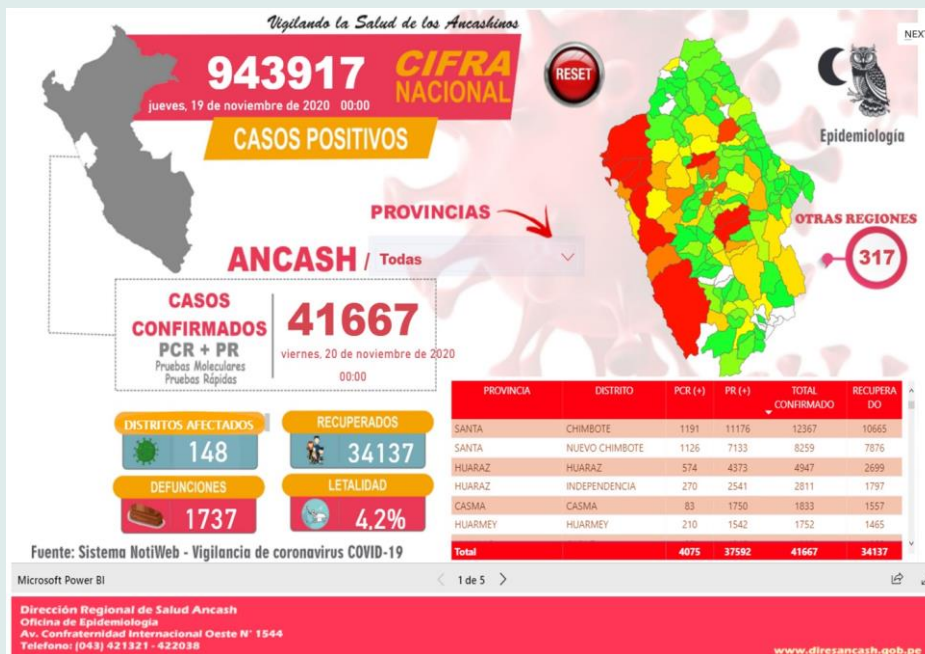 Vigilando la Salud de los Ancashinos
NEXT
943917
CIFRA
NACIONAL
jueves, 19 de noviembre de 2020 00:00
CASOS POSITIVOS
RESET
Epidemiología
PROVINCIAS
OTRAS REGIONES
317
ANCASH / Todas
CASOS
CONFIRMADOS
PCR + PR
Pruebas Moleculares
Pruebas Rápidas
41667
viernes, 20 de noviembre de 2020
00:00
DISTRITOS AFECTADOS
148
RECUPERADOS
34137
DEFUNCIONES
1737
LETALIDAD
4,2%
PROVINCIA DISTRITO PCR (+) PR (+) TOTAL CONFIRMADO RECUPERA DO
SANTA CHIMBOTE 1191 11176 12367 10665
SANTA NUEVO CHIMBOTE 1126 7133 8259 7876
HUARAZ HUARAZ 574 4373 4947 2699
HUARAZ INDEPENDENCIA 270 2541 2811 1797
CASMA CASMA 83 1750 1833 1557
HUARMEY HUARMEY 210 1542 1752 1465
Total 4075 37592 41667 34137
Fuente: Sistema NotiWeb - Vigilancia de coronavirus COVID-19
Microsoft Power BI
1 de 5
Dirección Regional de Salud Ancash
Oficina de Epidemiología
Av. Confraternidad Internacional Oeste N° 1544
Telefono: (043) 421321 - 422038
www.diresancash.gob.pe